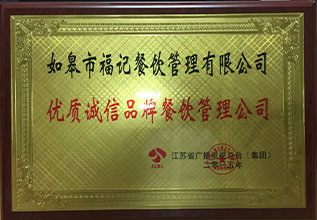 如皋市福记餐饮管理有限公司
优质诚信品牌餐饮管理公司
JSBC
江苏省广播电视总台（集团）
二〇一五年